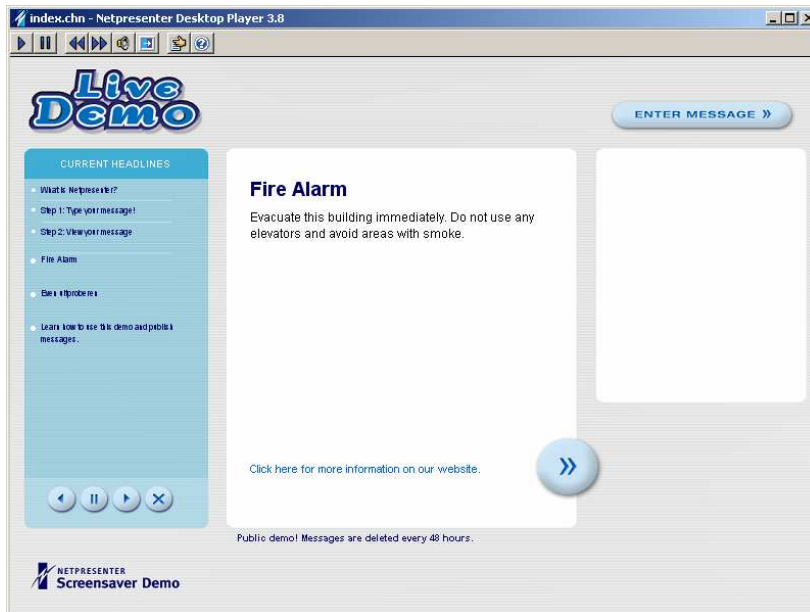 index.chn - Netpresenter Desktop Player 3.8
Live
Demo
ENTER MESSAGE »
CURRENT HEADLINES
What is Netpresenter?
Step 1: Type your message!
Step 2: View your message
Fire Alarm
Even uitproberen
Learn how to use this demo and publish
messages.
Fire Alarm
Evacuate this building immediately. Do not use any
elevators and avoid areas with smoke.
Click here for more information on our website.
Public demo! Messages are deleted every 48 hours.
NETPRESENTER
Screensaver Demo